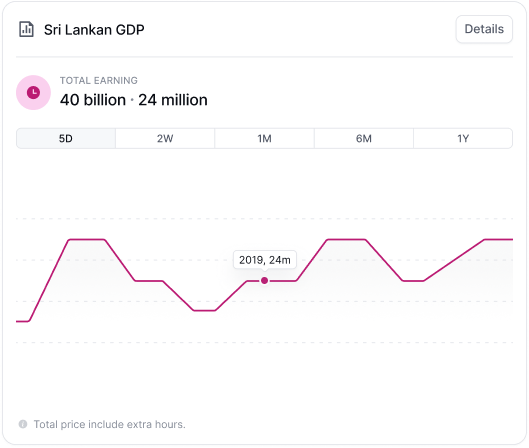 Sri Lankan GDP
Details
TOTAL EARNING
40 billion · 24 million
5D 2W 1M 6M 1Y
2019, 24m
Total price include extra hours.